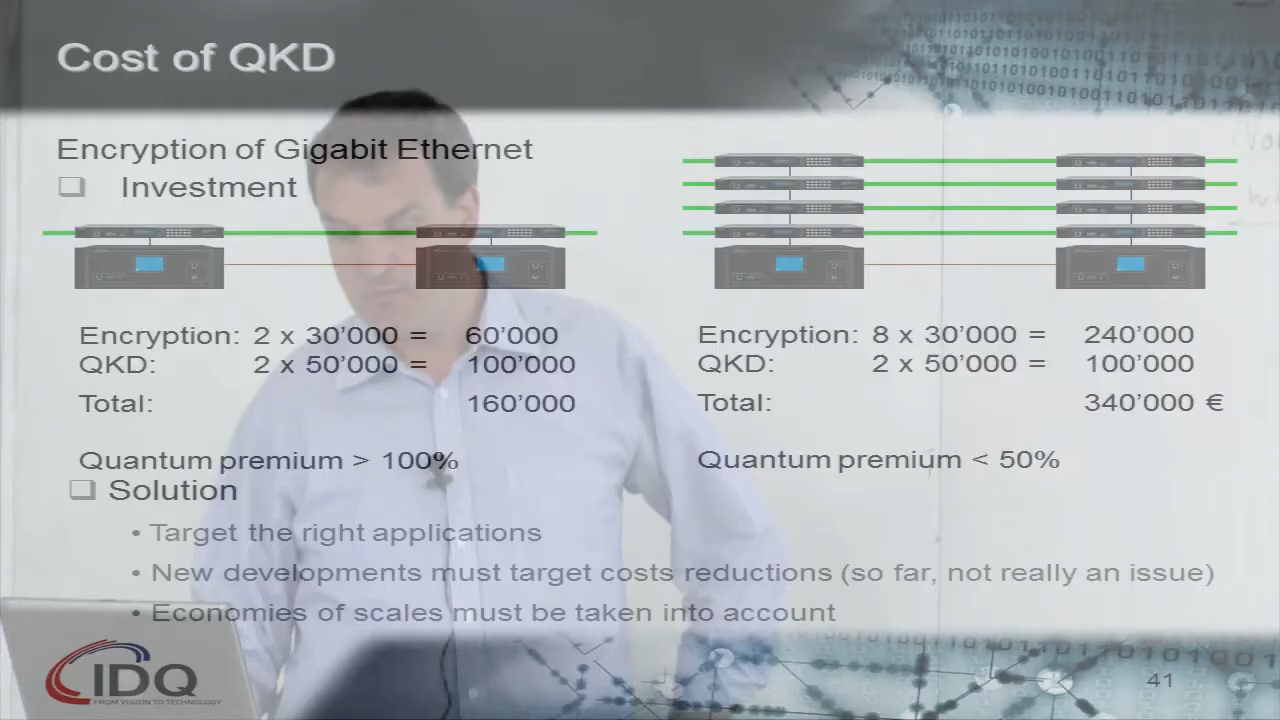 Cost of QKD
Encryption of Gigabit Ethernet
Investment
Encryption: 2 x 30’000 = 60’000
QKD: 2 x 50’000 = 100’000
Total: 160’000
Quantum premium > 100%
Encryption: 8 x 30’000 = 240’000
QKD: 2 x 50’000 = 100’000
Total: 340’000 €
Quantum premium < 50%
Solution
• Target the right applications
• New developments must target costs reductions (so far, not really an issue)
• Economies of scales must be taken into account
IDQ
FROM VISION TO TECHNOLOGY
41